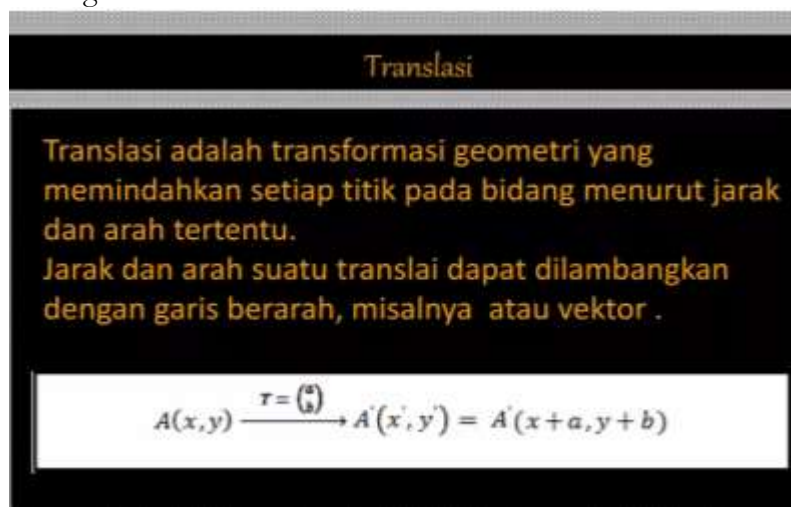 Translasi
Translasi adalah transformasi geometri yang
memindahkan setiap titik pada bidang menurut jarak
dan arah tertentu.
Jarak dan arah suatu translai dapat dilambangkan
dengan garis berarah, misalnya atau vektor .
A(x,y) T = (a b) → A'(x', y') = A'(x + a, y + b)